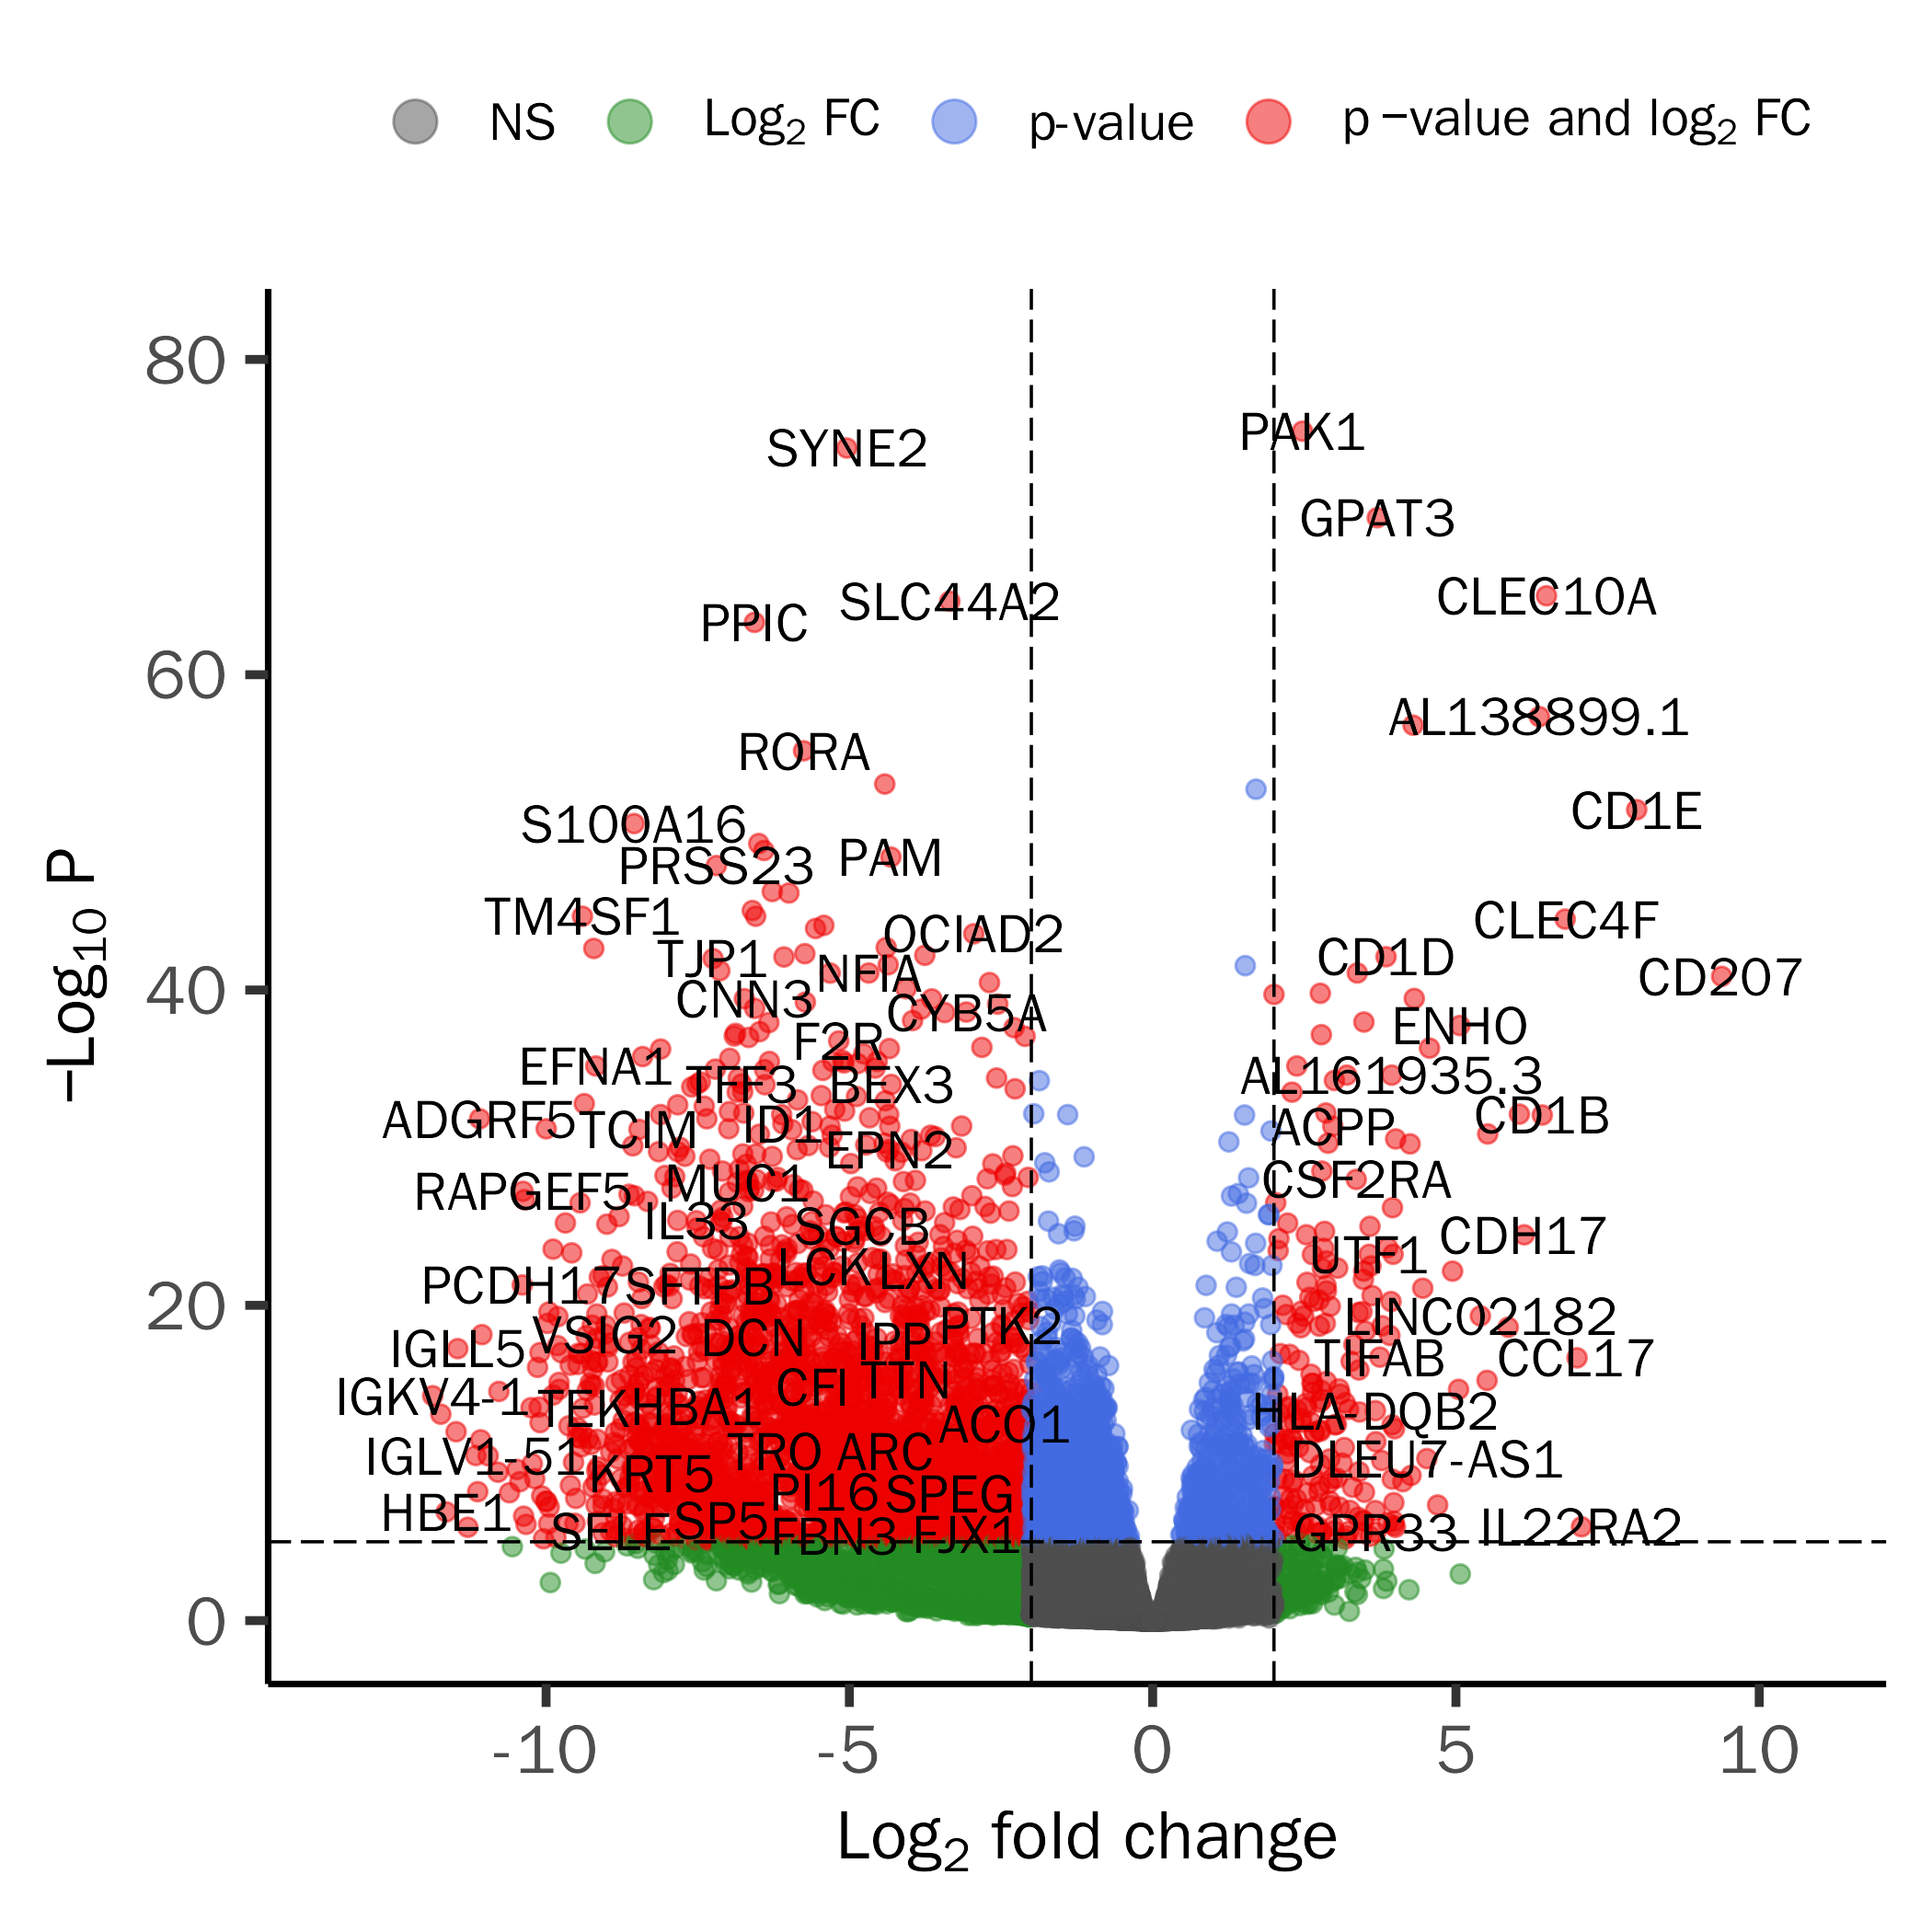 NS Log2 FC p-value p −value and log2 FC
80
PAK1
SYNE2
GPAT3
CLEC10A
SLC44A2
PPIC
60
AL138899.1
RORA
CD1E
S100A16
PAM
PRSS23
TM4SF1
CLEC4F
OCIAD2
TJP1
CD1D
NFIA
CD207
40
CNN3
CYB5A
ENHO
F2R
EFNA1
AL161935.3
TFF3
BEX3
ADGRF5
CD1B
ID1
TCIM
ACPP
EPN2
MUC1
CSF2RA
RAPGEF5
IL33
SGCB
CDH17
UTF1
LCK
LXN
PCDH17
SFTPB
20
LINC02182
PTK2
VSIG2
DCN
IPP
IGLL5
TIFAB
CCL17
CFI
TTN
IGKV4-1
TEK
HBA1
HLA-DQB2
ACO1
TRO
ARC
IGLV1-51
DLEU7-AS1
KRT5
PI16
SPEG
HBE1
SP5
IL22RA2
SELE
FBN3
FJX1
GPR33
0
−Log10 P
-10 -5 0 5 10
Log2 fold change